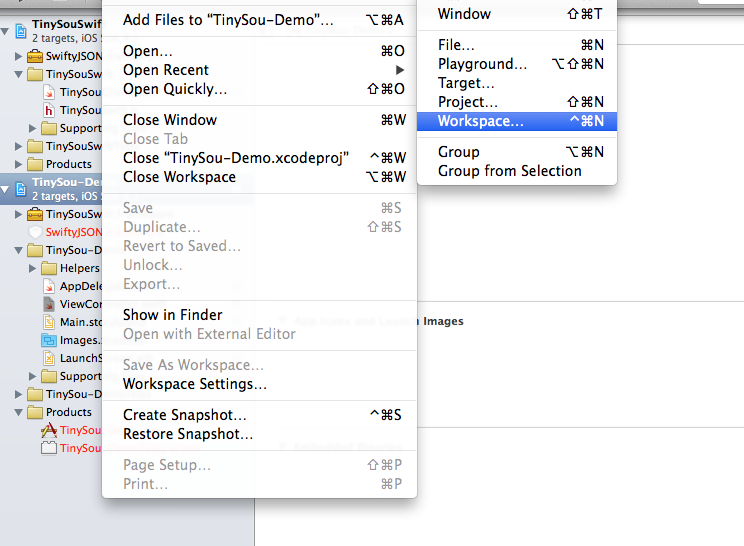 TinySouSwif
2 targets, iOS S
SwiftyJSON
TinySouSw
TinySou
TinySou
Support
TinySouSw
Products
TinySou-De
2 targets, iOS S
TinySouSw
SwiftyJSON
TinySou-D
Helpers
AppDele
ViewCon
Main.sto
Images.
LaunchS
Support
TinySou-D
Products
TinySou
TinySou
Add Files to “TinySou-Demo”... ⌥⌘A
Open... ⌘O
Open Recent ▶
Open Quickly... ⇧⌘O
Close Window ⌘W
Close Tab
Close “TinySou-Demo.xcodeproj” ^⌘W
Close Workspace ⌥⌘W
Save ⌘S
Duplicate... ⇧⌘S
Revert to Saved...
Unlock...
Export...
Show in Finder
Open with External Editor
Save As Workspace...
Workspace Settings...
Create Snapshot... ^⌘S
Restore Snapshot...
Page Setup... ⇧⌘P
Print... ⌘P
Window ⇧⌘T
File... ⌘N
Playground... ⌥⇧⌘N
Target...
Project... ⇧⌘N
Workspace... ^⌘N
Group ⌥⌘N
Group from Selection
App Icons and Launch Images